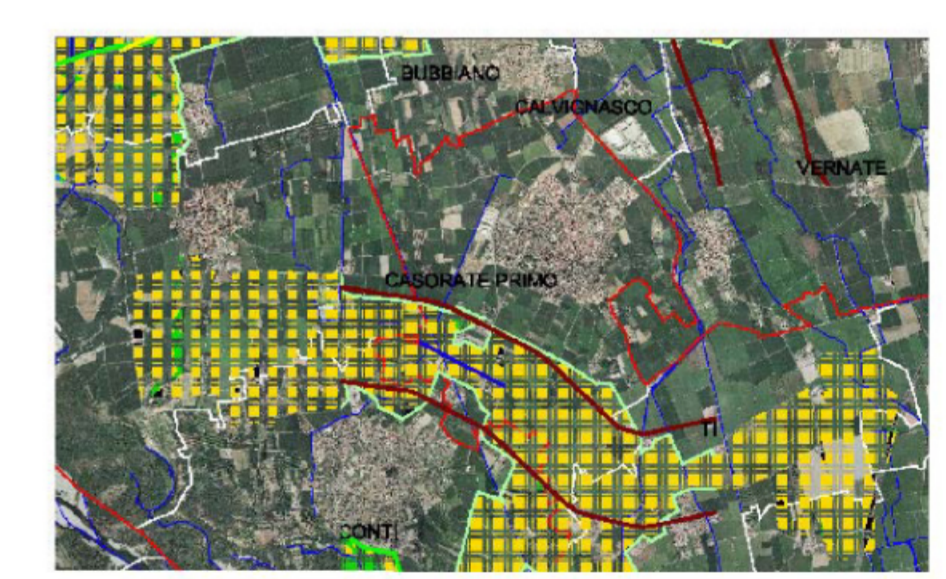 BUBBIANO
CALVIGNASCO
VERNATE
CASORATE PRIMO
TI
CONTI